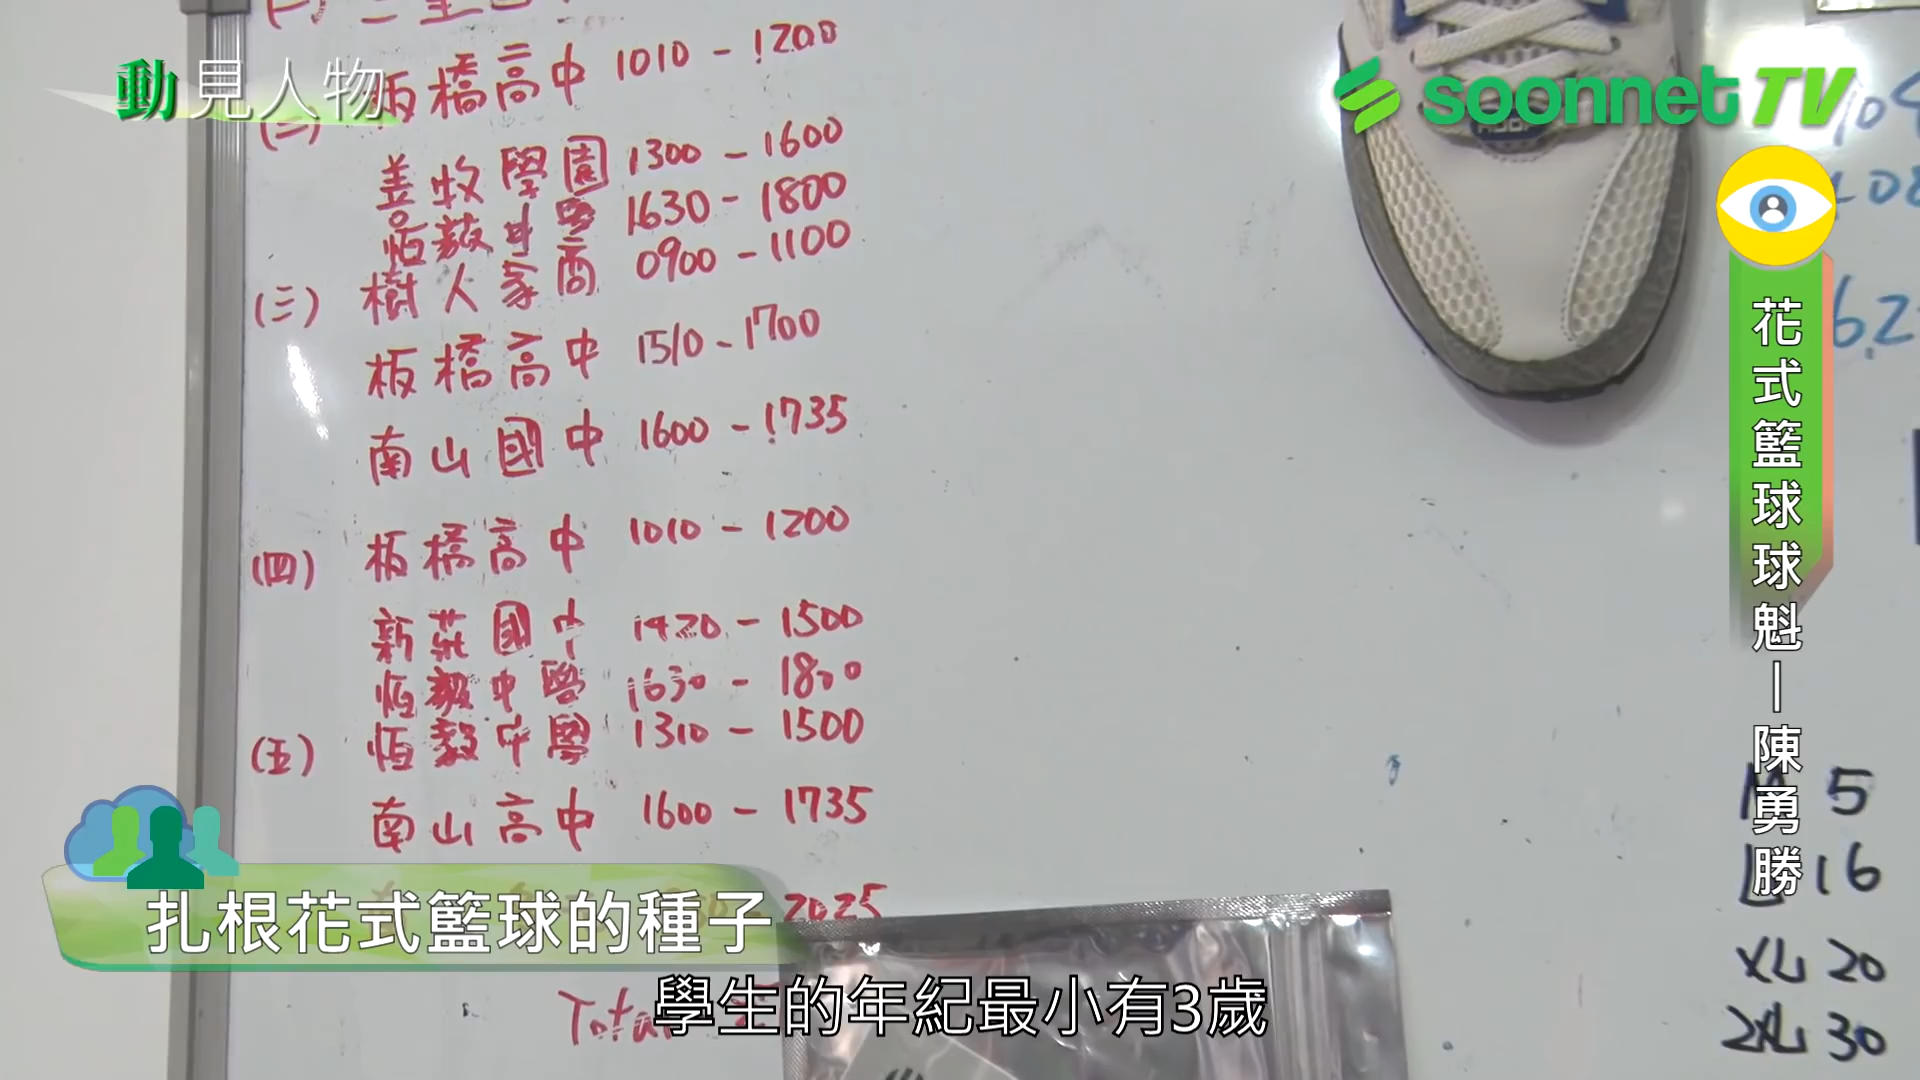 動見人物
soonnet TV
板橋高中 1010 - 1200
(二)
善牧學園 1300 - 1600
恆毅中學 1630 - 1800
(三) 樹人家商 0900 - 1100
板橋高中 1510 - 1700
南山國中 1600 - 1735
(四) 板橋高中 1010 - 1200
新莊國中 1420 - 1500
恆毅中學 1630 - 1800
(五) 恆毅中學 1310 - 1500
南山高中 1600 - 1735
2025
Total
花式籃球球魁—陳勇勝
M 5
L 16
XL 20
2XL 30
扎根花式籃球的種子
學生的年紀最小有3歲